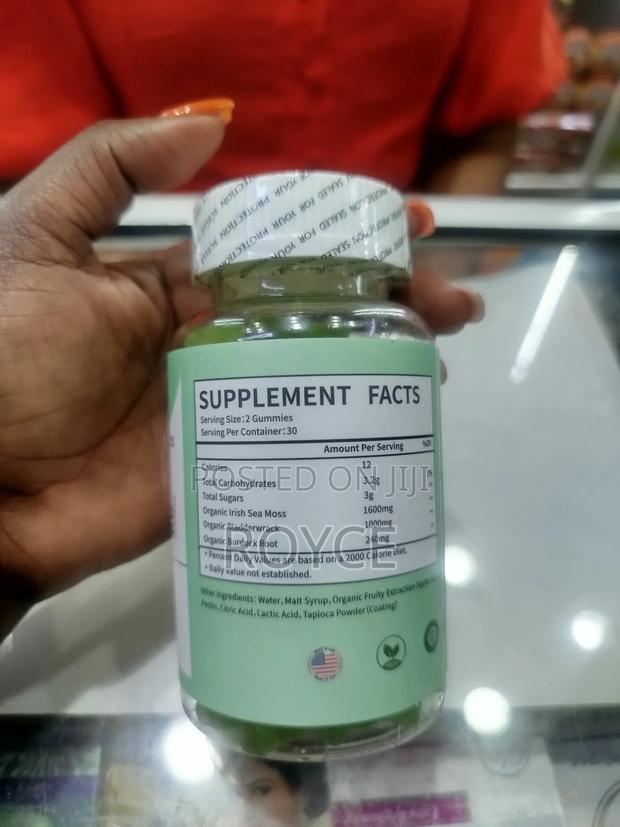 SEALED FOR YOUR PROTECTION
SUPPLEMENT FACTS
Serving Size:2 Gummies
Serving Per Container:30
Amount Per Serving %DV
Calories 12
Total Carbohydrates 3.2g
Total Sugars 3g
Organic Irish Sea Moss 1600mg
Organic Bladderwrack 1000mg
Organic Burdock Root 240mg
* Percent Daily Values are based on a 2000 Calorie Diet.
+ Daily value not established.
Other Ingredients: Water, Malt Syrup, Organic Fruity Extraction (Apple
Pectin, Citric Acid, Lactic Acid, Tapioca Powder (Coating)
POSTED ON JIJI
ROYCE